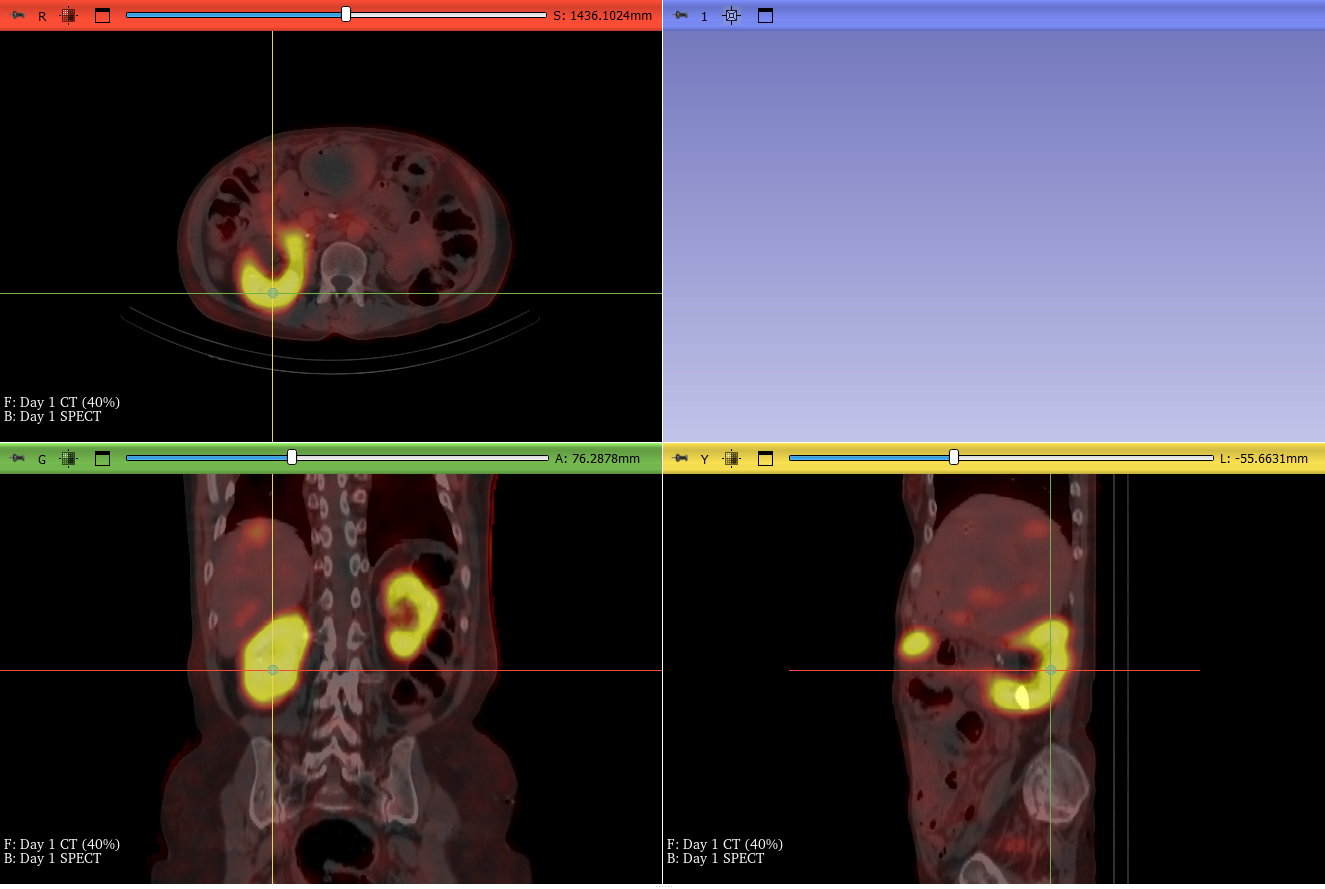 R S: 1436.1024mm
1
F: Day 1 CT (40%)
B: Day 1 SPECT
G A: 76.2878mm
Y L: -55.6631mm
F: Day 1 CT (40%)
B: Day 1 SPECT
F: Day 1 CT (40%)
B: Day 1 SPECT